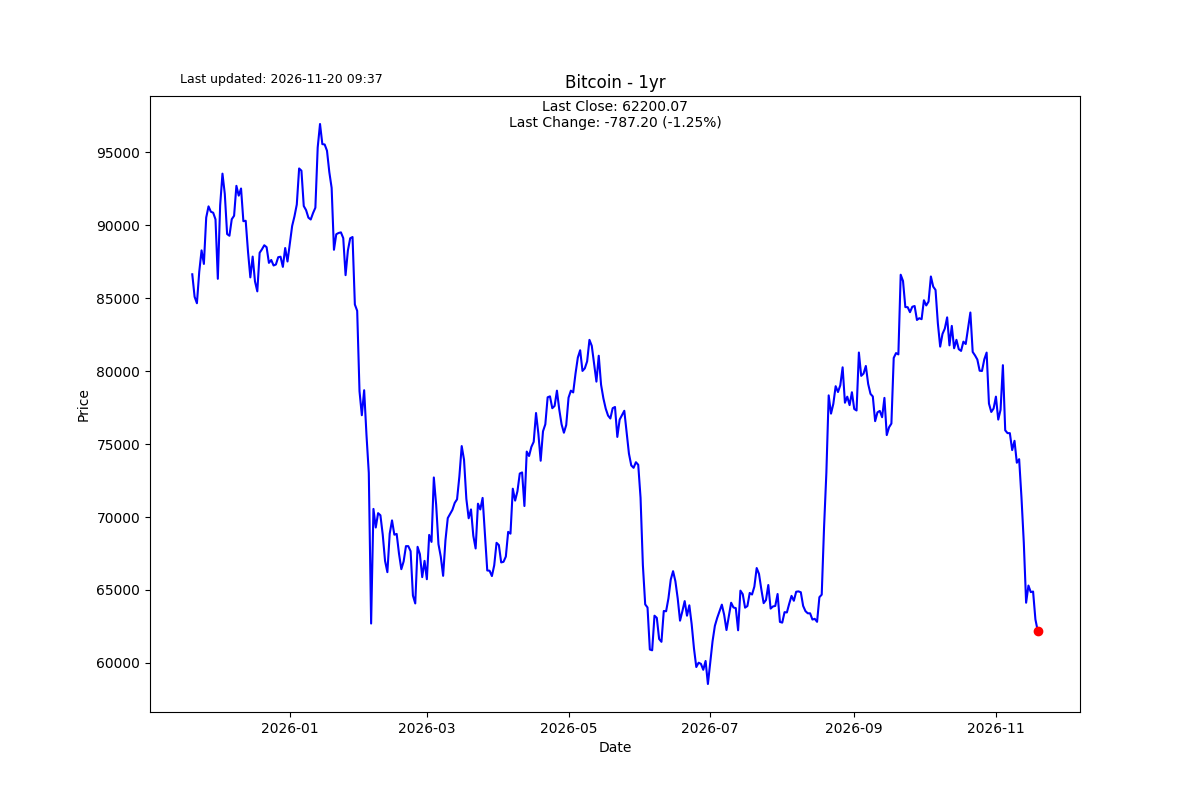 Last updated: 2026-11-20 09:37
Bitcoin - 1yr
Last Close: 62200.07
Last Change: -787.20 (-1.25%)
95000
90000
85000
80000
75000
70000
65000
60000
Price
2026-01
2026-03
2026-05
2026-07
2026-09
2026-11
Date